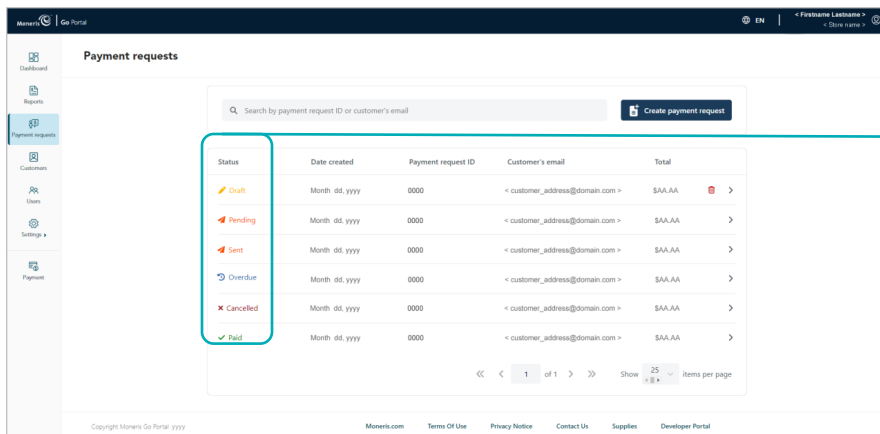 Moneris Go Portal
EN
< Firstname Lastname >
< Store name >
Dashboard
Reports
Payment requests
Customers
Users
Settings
Payment
Payment requests
Search by payment request ID or customer's email
Create payment request
Status Date created Payment request ID Customer's email Total
Draft Month dd, yyyy 0000 < customer_address@domain.com > $AA.AA
Pending Month dd, yyyy 0000 < customer_address@domain.com > $AA.AA
Sent Month dd, yyyy 0000 < customer_address@domain.com > $AA.AA
Overdue Month dd, yyyy 0000 < customer_address@domain.com > $AA.AA
Cancelled Month dd, yyyy 0000 < customer_address@domain.com > $AA.AA
Paid Month dd, yyyy 0000 < customer_address@domain.com > $AA.AA
1 of 1 Show 25 items per page
Copyright Moneris Go Portal yyyy Moneris.com Terms Of Use Privacy Notice Contact Us Supplies Developer Portal